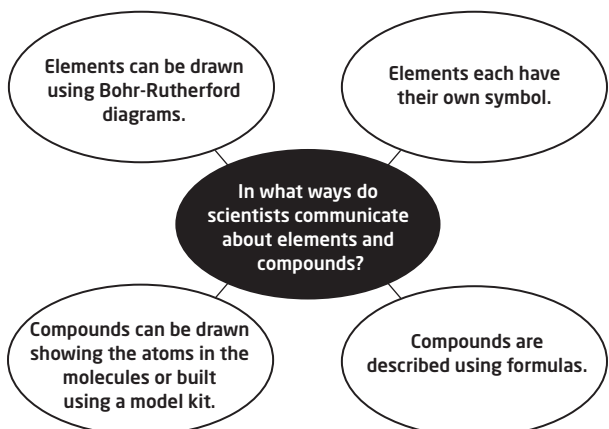 Elements can be drawn
using Bohr-Rutherford
diagrams.
Elements each have
their own symbol.
In what ways do
scientists communicate
about elements and
compounds?
Compounds can be drawn
showing the atoms in the
molecules or built
using a model kit.
Compounds are
described using formulas.